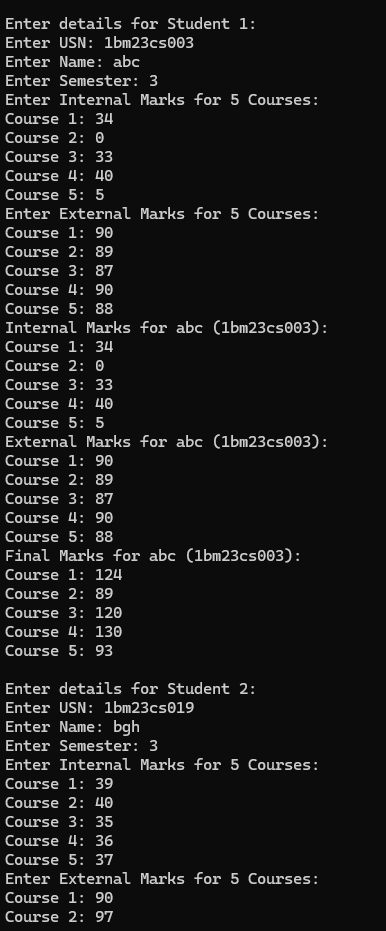 Enter details for Student 1:
Enter USN: 1bm23cs003
Enter Name: abc
Enter Semester: 3
Enter Internal Marks for 5 Courses:
Course 1: 34
Course 2: 0
Course 3: 33
Course 4: 40
Course 5: 5
Enter External Marks for 5 Courses:
Course 1: 90
Course 2: 89
Course 3: 87
Course 4: 90
Course 5: 88
Internal Marks for abc (1bm23cs003):
Course 1: 34
Course 2: 0
Course 3: 33
Course 4: 40
Course 5: 5
External Marks for abc (1bm23cs003):
Course 1: 90
Course 2: 89
Course 3: 87
Course 4: 90
Course 5: 88
Final Marks for abc (1bm23cs003):
Course 1: 124
Course 2: 89
Course 3: 120
Course 4: 130
Course 5: 93
Enter details for Student 2:
Enter USN: 1bm23cs019
Enter Name: bgh
Enter Semester: 3
Enter Internal Marks for 5 Courses:
Course 1: 39
Course 2: 40
Course 3: 35
Course 4: 36
Course 5: 37
Enter External Marks for 5 Courses:
Course 1: 90
Course 2: 97